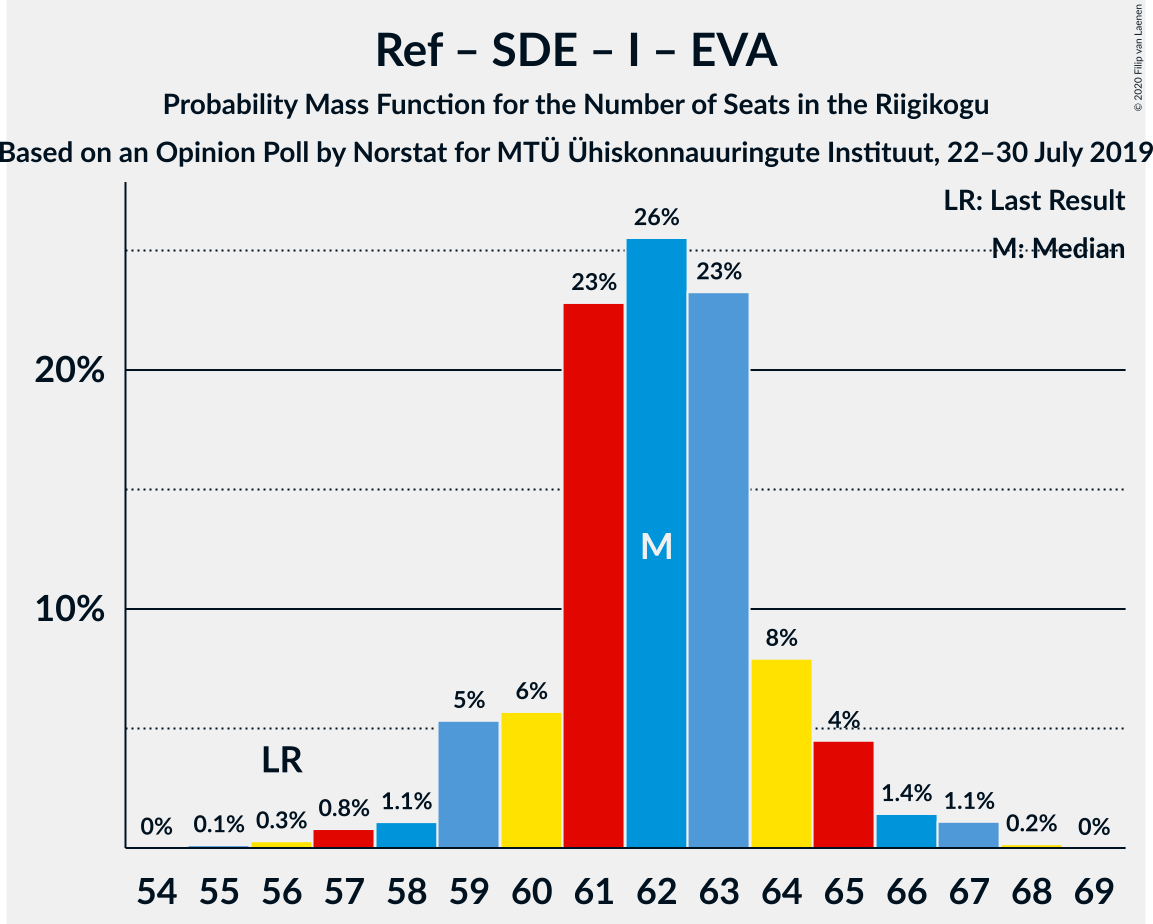 Ref – SDE – I – EVA
Probability Mass Function for the Number of Seats in the Riigikogu
Based on an Opinion Poll by Norstat for MTÜ Ühiskonnauuringute Instituut, 22–30 July 2019
© 2020 Filip van Laenen
LR: Last Result
M: Median
26%
23%
23%
20%
M
10%
8%
6%
5%
4%
LR
1.4%
1.1%
1.1%
0.8%
0.3%
0.2%
0.1%
0%
0%
54 55 56 57 58 59 60 61 62 63 64 65 66 67 68 69